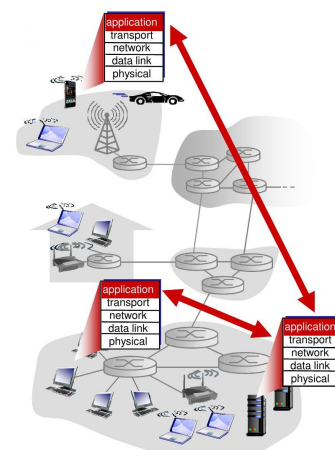 application
transport
network
data link
physical
application
transport
network
data link
physical
application
transport
network
data link
physical